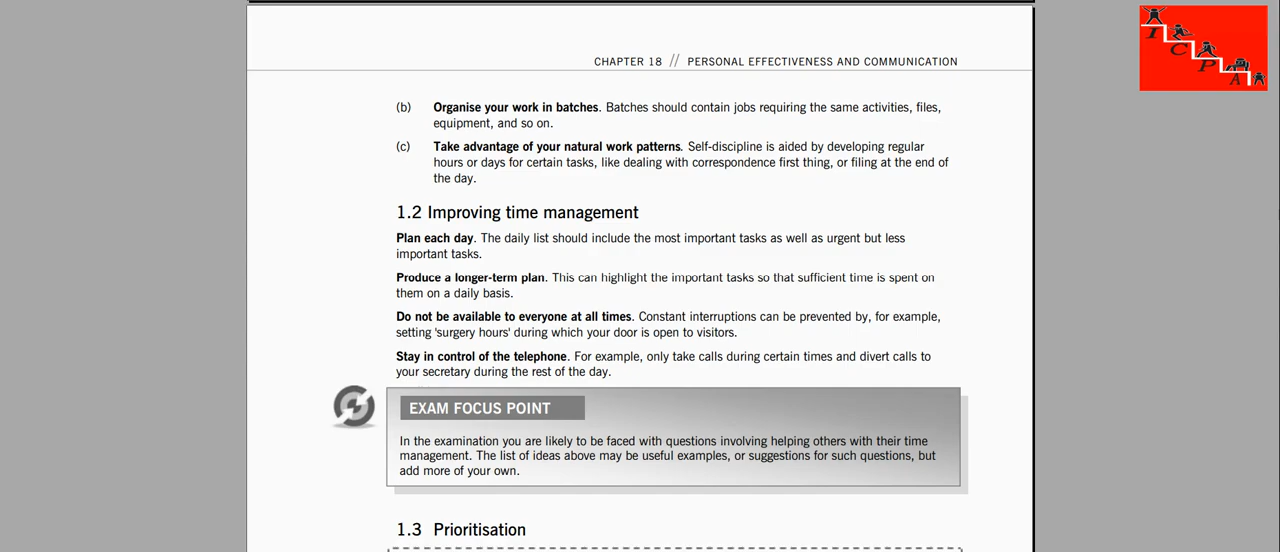 CHAPTER 18 // PERSONAL EFFECTIVENESS AND COMMUNICATION
I
C
P
A
(b) Organise your work in batches. Batches should contain jobs requiring the same activities, files,
equipment, and so on.
(c) Take advantage of your natural work patterns. Self-discipline is aided by developing regular
hours or days for certain tasks, like dealing with correspondence first thing, or filing at the end of
the day.
1.2 Improving time management
Plan each day. The daily list should include the most important tasks as well as urgent but less
important tasks.
Produce a longer-term plan. This can highlight the important tasks so that sufficient time is spent on
them on a daily basis.
Do not be available to everyone at all times. Constant interruptions can be prevented by, for example,
setting 'surgery hours' during which your door is open to visitors.
Stay in control of the telephone. For example, only take calls during certain times and divert calls to
your secretary during the rest of the day.
EXAM FOCUS POINT
In the examination you are likely to be faced with questions involving helping others with their time
management. The list of ideas above may be useful examples, or suggestions for such questions, but
add more of your own.
1.3 Prioritisation